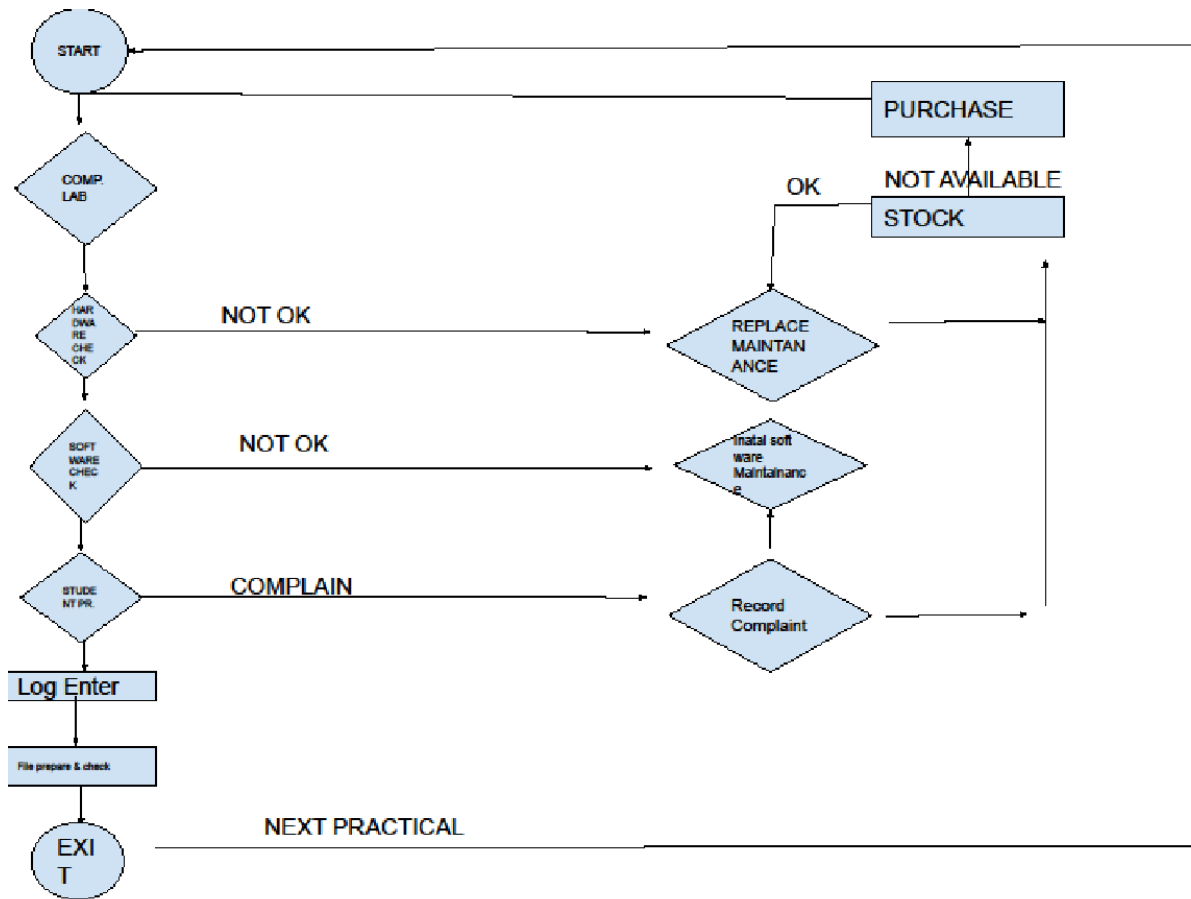 START
PURCHASE
NOT AVAILABLE
OK
STOCK
COMP.
LAB
HAR
DWA
RE
CHE
CK
NOT OK
REPLACE
MAINTAN
ANCE
SOFT
WARE
CHEC
K
NOT OK
Inatal soft
ware
Maintainanc
e
STUDE
NT PR.
COMPLAIN
Record
Complaint
Log Enter
File prepare & check
EXI
T
NEXT PRACTICAL